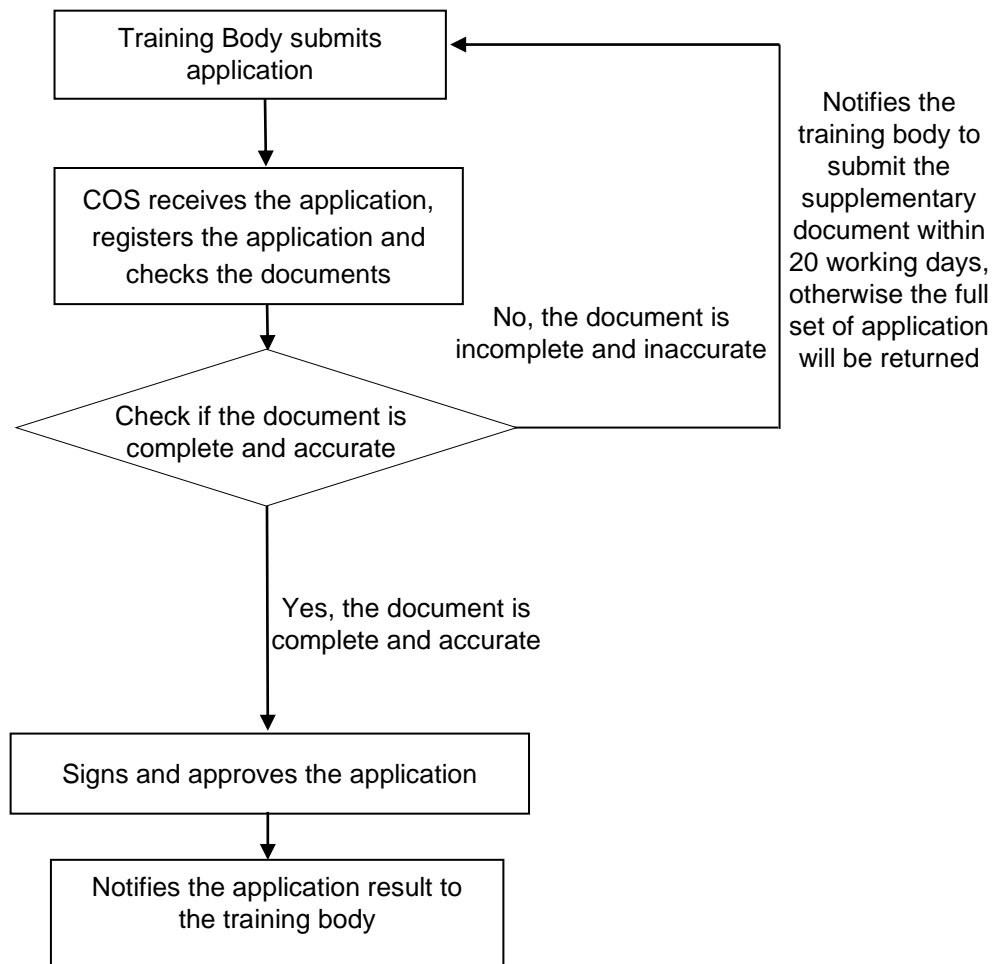 Training Body submits
application
Notifies the
training body to
submit the
supplementary
document within
20 working days,
otherwise the full
set of application
will be returned
COS receives the application,
registers the application and
checks the documents
No, the document is
incomplete and inaccurate
Check if the document is
complete and accurate
Yes, the document is
complete and accurate
Signs and approves the application
Notifies the application result to
the training body